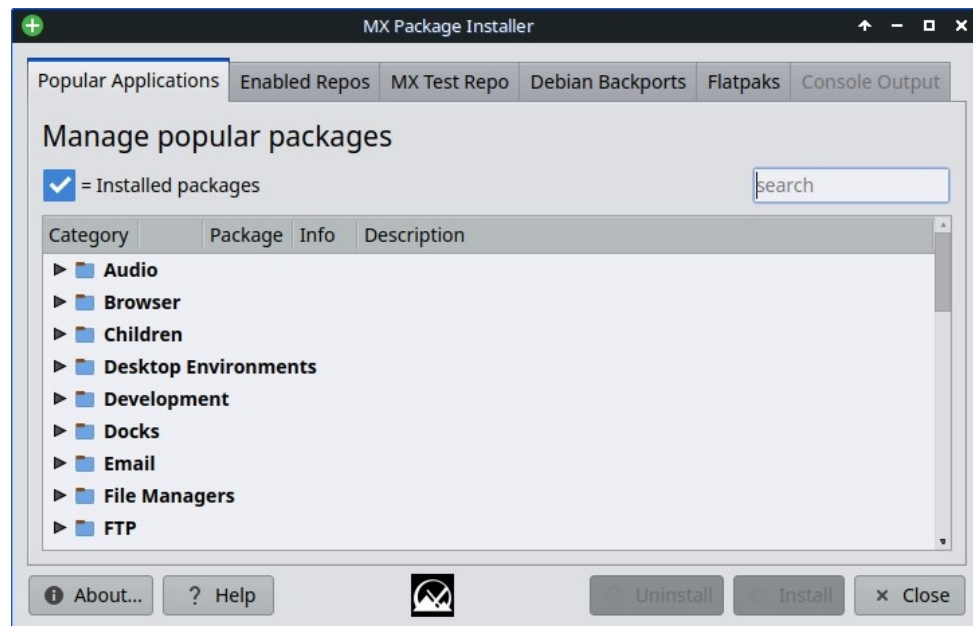 MX Package Installer
Popular Applications Enabled Repos MX Test Repo Debian Backports Flatpaks Console Output
Manage popular packages
= Installed packages search
Category Package Info Description
Audio
Browser
Children
Desktop Environments
Development
Docks
Email
File Managers
FTP
About... ? Help Uninstall Install Close